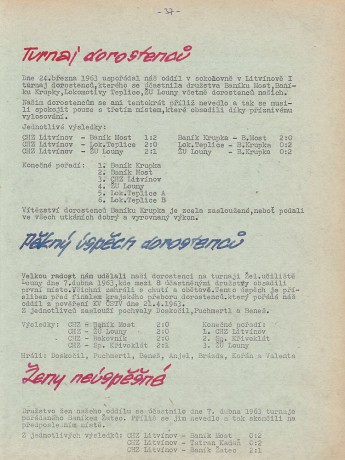 - 37 -
Turnaj dorostenců
Dne 24.března 1963 uspořádal náš oddíl v sokolovně v Litvínově I
turnaj dorostenců,kterého se účastnila družstva Baníku Most,Baní-
ku Krupky,Lokomotivy Teplice,ŽU Louny včetně dorostenců našich.
Našim dorostencům se ani tentokrát příliš nevedlo a tak se musi-
li spokojit pouze s třetím místem,které obsadili díky příznivému
vylosování.
Jednotlivé výsledky:
CHZ Litvínov - Baník Most 1:2 Baník Krupka - B.Most 2:0
CHZ Litvínov - Lok.Teplice 2:0 Lok.Teplice - B.Krupka 0:2
CHZ Litvínov - ŽU Louny 2:1 ŽU Louny - B.Krupka 0:2
Konečné pořadí: 1. Baník Krupka
2. Baník Most
3. CHZ Litvínov
4. ŽU Louny
5. Lok.Teplice A
6. Lok.Teplice B
Vítězství dorostenců Baníku Krupka je zcela zasloužené,neboť podali
ve všech utkáních dobrý a vyrovnaný výkon.
Pěkný úspěch dorostenců
Velkou radost nám udělali naši dorostenci na turnaji Žel.učiliště
Louny dne 7.dubna 1963,kde mezi 8 účastněnými družstvy obsadili
první místo.Všichni zahráli s chutí a obětavě.Tento úspěch je pří-
slibem před finalem krajského přeboru dorostenců,který pořádá náš
oddíl z pověření KV ČSTV dne 21.4.1963.
Z jednotlivců zaslouží pochvaly Doskočil,Puchmertl a Beneš.
Výsledky: CHZ - Baník Most 2:0 Konečné pořadí:
CHZ - ŽU Louny 2:0 1. CHZ Litvínov
CHZ - Rakovník 2:0 2. Sp. Křivoklát
CHZ - Sp. Křivoklát 2:1 3. ŽU Louny
Hráli: Doskočil, Puchmertl, Beneš, Anjel, Brázda, Kořán a Valenta
Ženy neúspěšné
Družstvo žen našeho oddílu se účastnilo dne 7. dubna 1963 turnaje
pořádaného Baníkem Žatec. Příliš se jim nevedlo a tak skončily na
předposledním místě.
Z jednotlivých výsledků: CHZ Litvínov - Baník Most 0:2
CHZ Litvínov - Tatran Kadaň 0:2
CHZ Litvínov - Baník Žatec 2:1